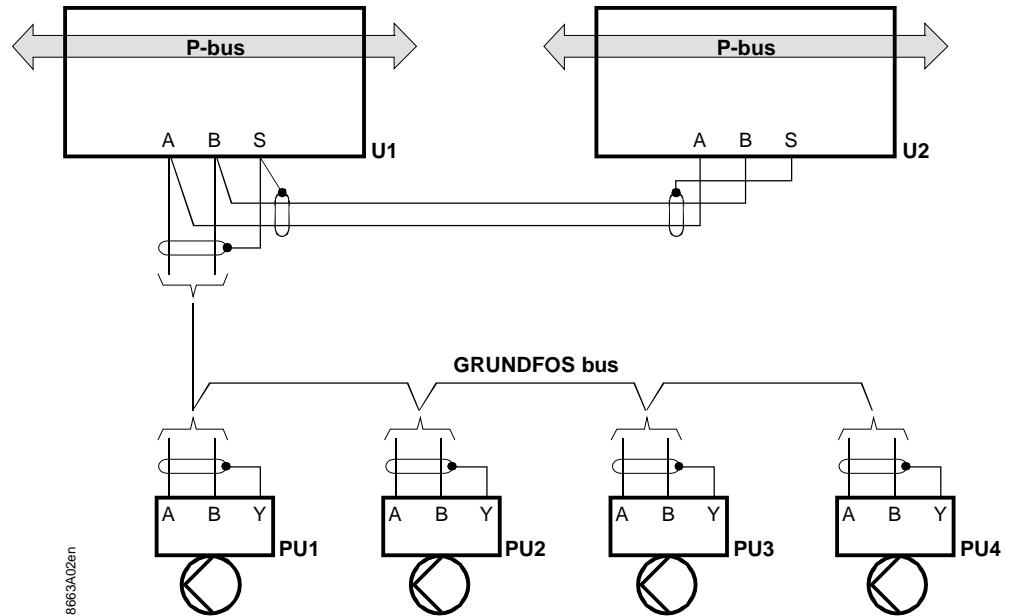 P-bus P-bus
A B S U1 A B S U2
GRUNDFOS bus
A B Y PU1 A B Y PU2 A B Y PU3 A B Y PU4
8663A02en